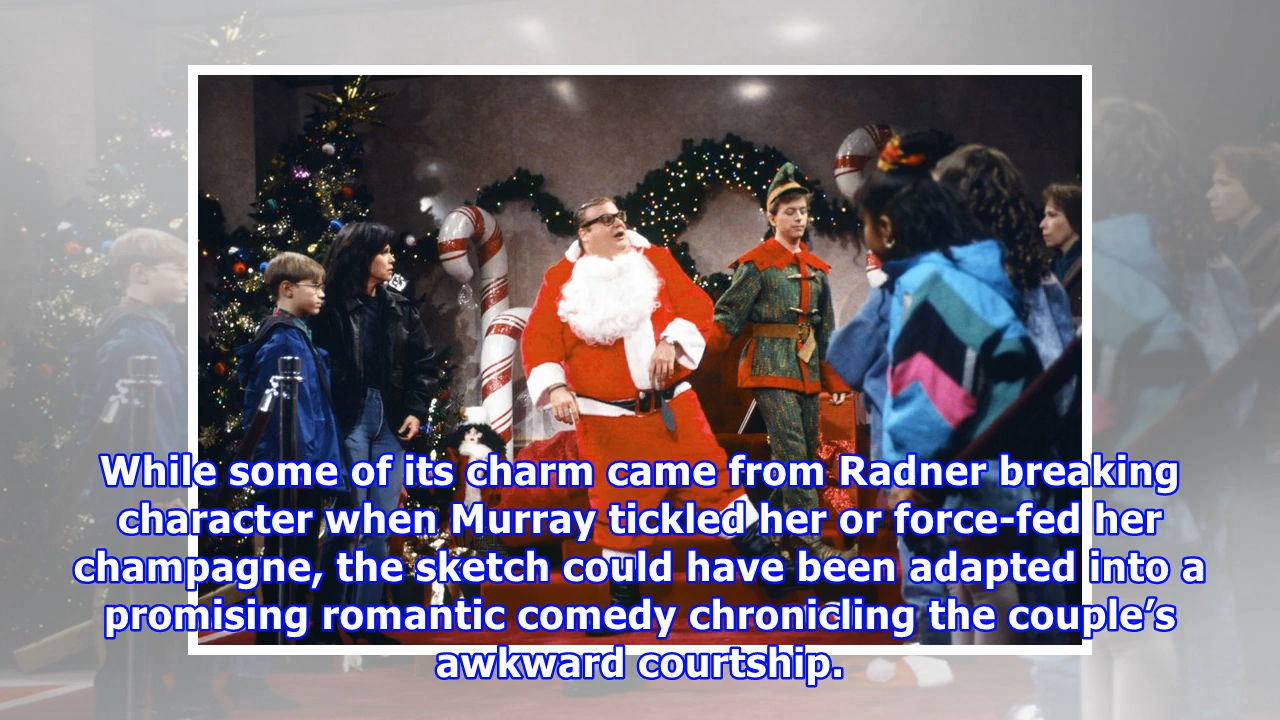 While some of its charm came from Radner breaking
character when Murray tickled her or force-fed her
champagne, the sketch could have been adapted into a
promising romantic comedy chronicling the couple’s
awkward courtship.